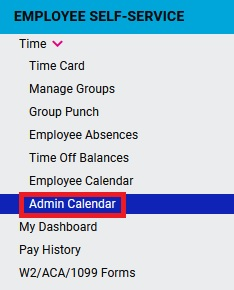 EMPLOYEE SELF-SERVICE
Time
Time Card
Manage Groups
Group Punch
Employee Absences
Time Off Balances
Employee Calendar
Admin Calendar
My Dashboard
Pay History
W2/ACA/1099 Forms